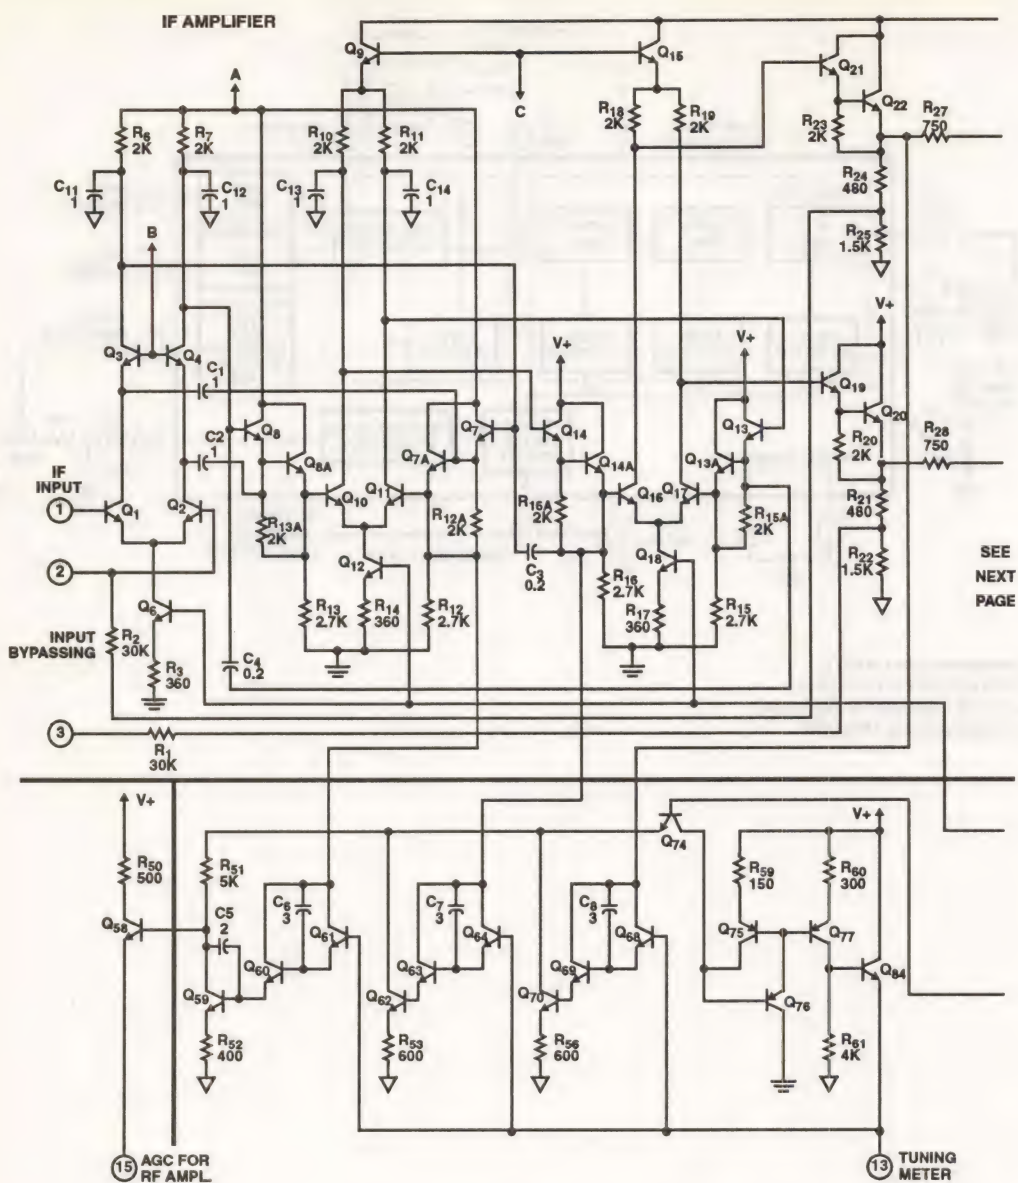 IF AMPLIFIER
Q9
Q15
Q21
Q22
A
C
R6
2K
R7
2K
R10
2K
R11
2K
R18
2K
R19
2K
R23
2K
R27
750
C11
1
C12
1
C13
1
C14
1
R24
480
R25
1.5K
B
V+
V+
V+
Q3
Q4
C1
1
Q8
Q7
Q14
Q13
Q19
Q20
C2
1
Q8A
Q7A
Q14A
Q13A
R20
2K
R28
750
IF
INPUT
1
Q1
Q2
Q10
Q11
R12A
2K
R16A
2K
Q16
Q17
R15A
2K
R21
480
R13A
2K
2
Q12
C3
0.2
Q18
R22
1.5K
SEE
NEXT
PAGE
Q6
R13
2.7K
R14
360
R12
2.7K
R16
2.7K
R17
360
R15
2.7K
INPUT
BYPASSING
R2
30K
R3
360
C4
0.2
3
R1
30K
V+
V+
Q74
R50
500
R51
5K
R59
150
R60
300
C5
2
C6
3
C7
3
C8
3
Q58
Q61
Q64
Q68
Q75
Q77
Q60
Q63
Q69
Q84
Q59
Q62
Q70
Q76
R52
400
R53
600
R56
600
R61
4K
15
AGC FOR
RF AMPL.
13
TUNING
METER